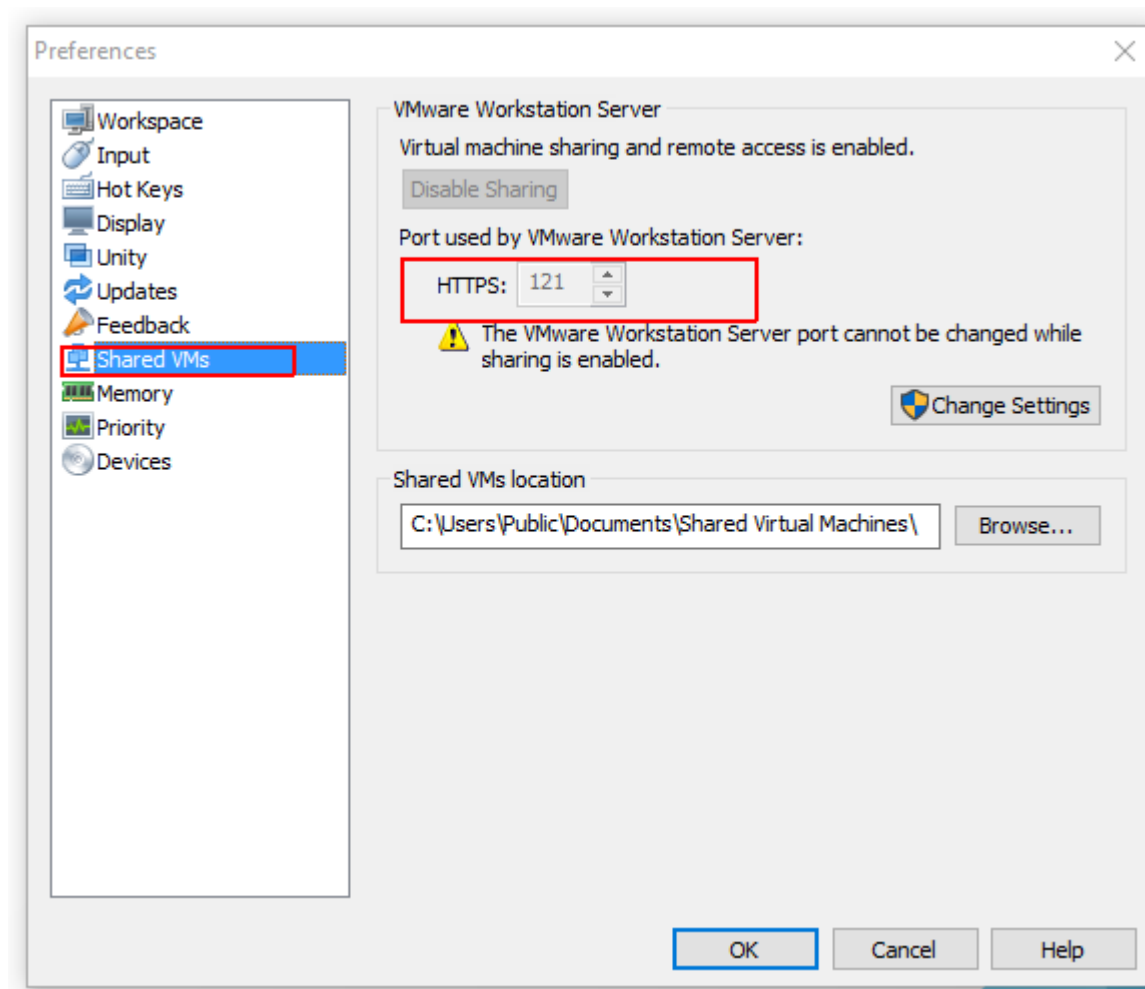 Preferences
Workspace
Input
Hot Keys
Display
Unity
Updates
Feedback
Shared VMs
Memory
Priority
Devices
VMware Workstation Server
Virtual machine sharing and remote access is enabled.
Disable Sharing
Port used by VMware Workstation Server:
HTTPS: 121
The VMware Workstation Server port cannot be changed while
sharing is enabled.
Change Settings
Shared VMs location
C:\Users\Public\Documents\Shared Virtual Machines\
Browse...
OK
Cancel
Help